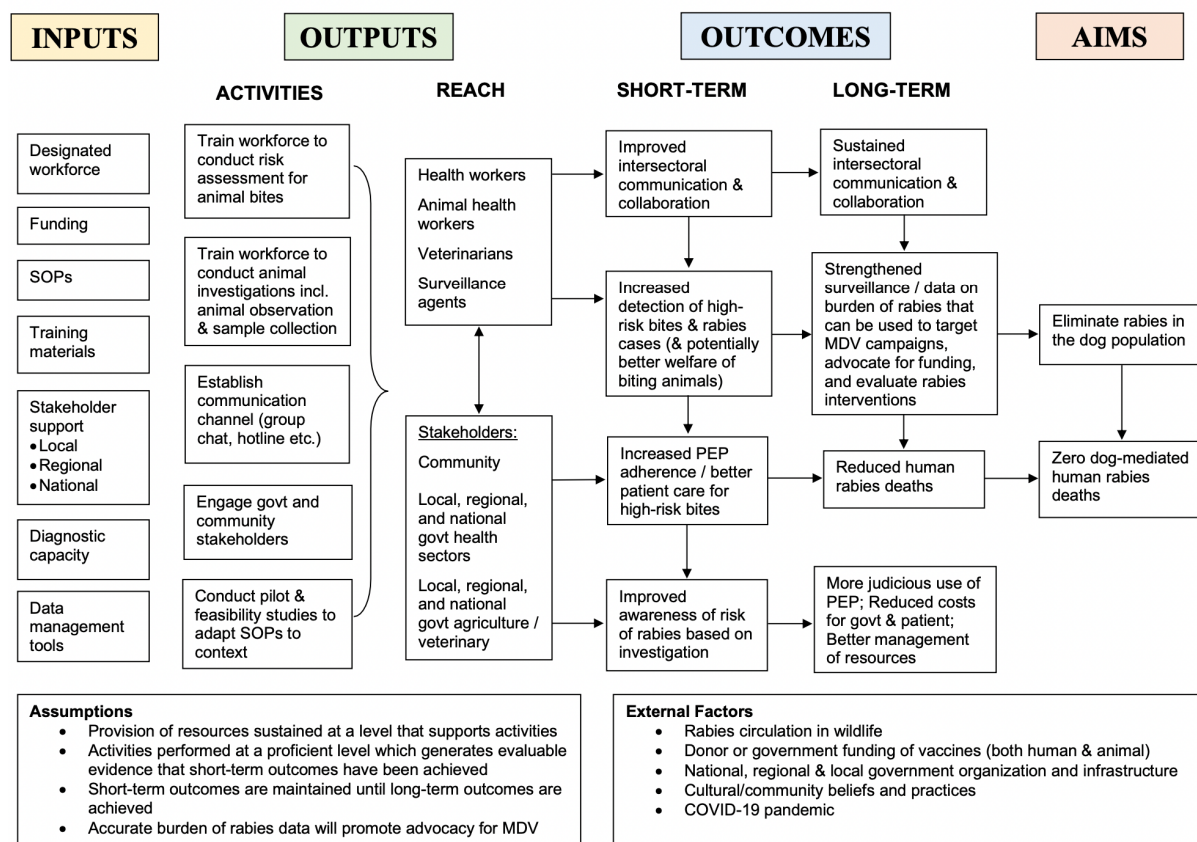 INPUTS
OUTPUTS
OUTCOMES
AIMS
ACTIVITIES
REACH
SHORT-TERM
LONG-TERM
Designated
workforce
Funding
SOPs
Training
materials
Stakeholder
support
• Local
• Regional
• National
Diagnostic
capacity
Data
management
tools
Train workforce to
conduct risk
assessment for
animal bites
Train workforce to
conduct animal
investigations incl.
animal observation
& sample collection
Establish
communication
channel (group
chat, hotline etc.)
Engage govt and
community
stakeholders
Conduct pilot &
feasibility studies to
adapt SOPs to
context
Health workers
Animal health
workers
Veterinarians
Surveillance
agents
Stakeholders:
Community
Local, regional,
and national
govt health
sectors
Local, regional,
and national
govt agriculture /
veterinary
Improved
intersectoral
communication &
collaboration
Increased
detection of high-
risk bites & rabies
cases (& potentially
better welfare of
biting animals)
Increased PEP
adherence / better
patient care for
high-risk bites
Improved
awareness of risk
of rabies based on
investigation
Sustained
intersectoral
communication &
collaboration
Strengthened
surveillance / data on
burden of rabies that
can be used to target
MDV campaigns,
advocate for funding,
and evaluate rabies
interventions
Reduced human
rabies deaths
More judicious use of
PEP; Reduced costs
for govt & patient;
Better management
of resources
Eliminate rabies in
the dog population
Zero dog-mediated
human rabies
deaths
Assumptions
• Provision of resources sustained at a level that supports activities
• Activities performed at a proficient level which generates evaluable
evidence that short-term outcomes have been achieved
• Short-term outcomes are maintained until long-term outcomes are
achieved
• Accurate burden of rabies data will promote advocacy for MDV
External Factors
• Rabies circulation in wildlife
• Donor or government funding of vaccines (both human & animal)
• National, regional & local government organization and infrastructure
• Cultural/community beliefs and practices
• COVID-19 pandemic